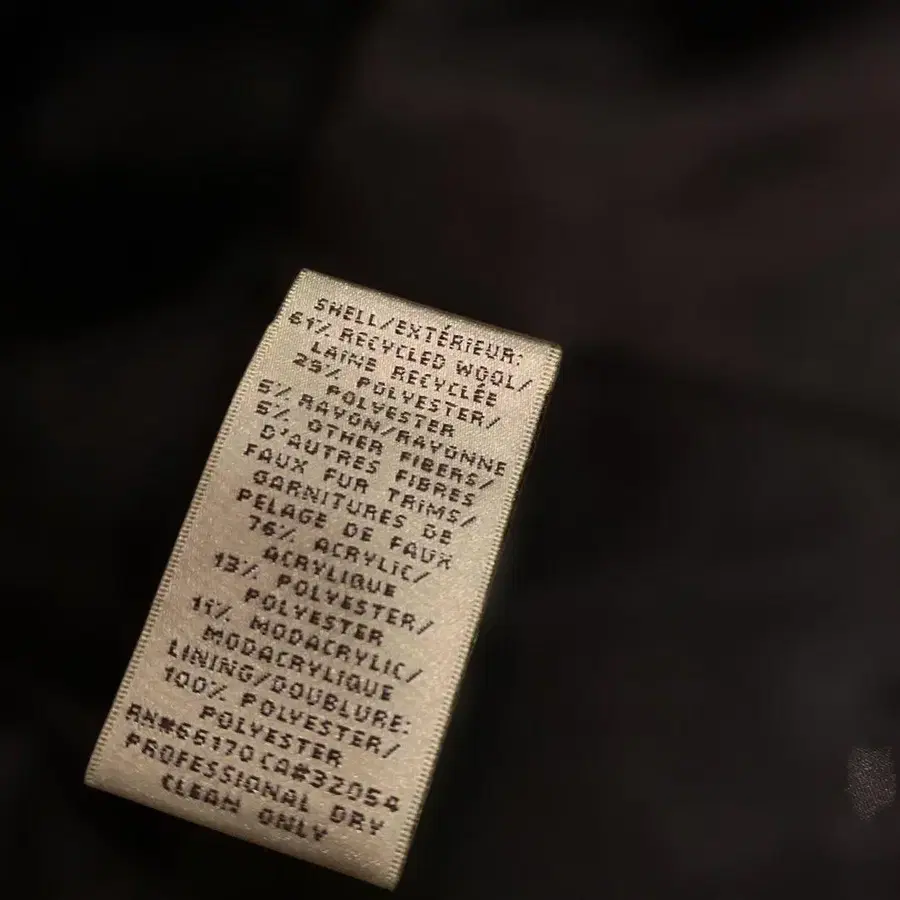 SHELL/EXTÉRIEUR:
61% RECYCLED WOOL/
LAINE RECYCLÉE
29% POLYESTER/
POLYESTER
5% RAYON/RAYONNE
5% OTHER FIBERS/
D'AUTRES FIBRES
FAUX FUR TRIMS/
GARNITURES DE
PELAGE DE FAUX
76% ACRYLIC/
ACRYLIQUE
13% POLYESTER/
POLYESTER
11% MODACRYLIC/
MODACRYLIQUE
LINING/DOUBLURE:
100% POLYESTER/
POLYESTER
RN#66170 CA#32054
PROFESSIONAL DRY
CLEAN ONLY